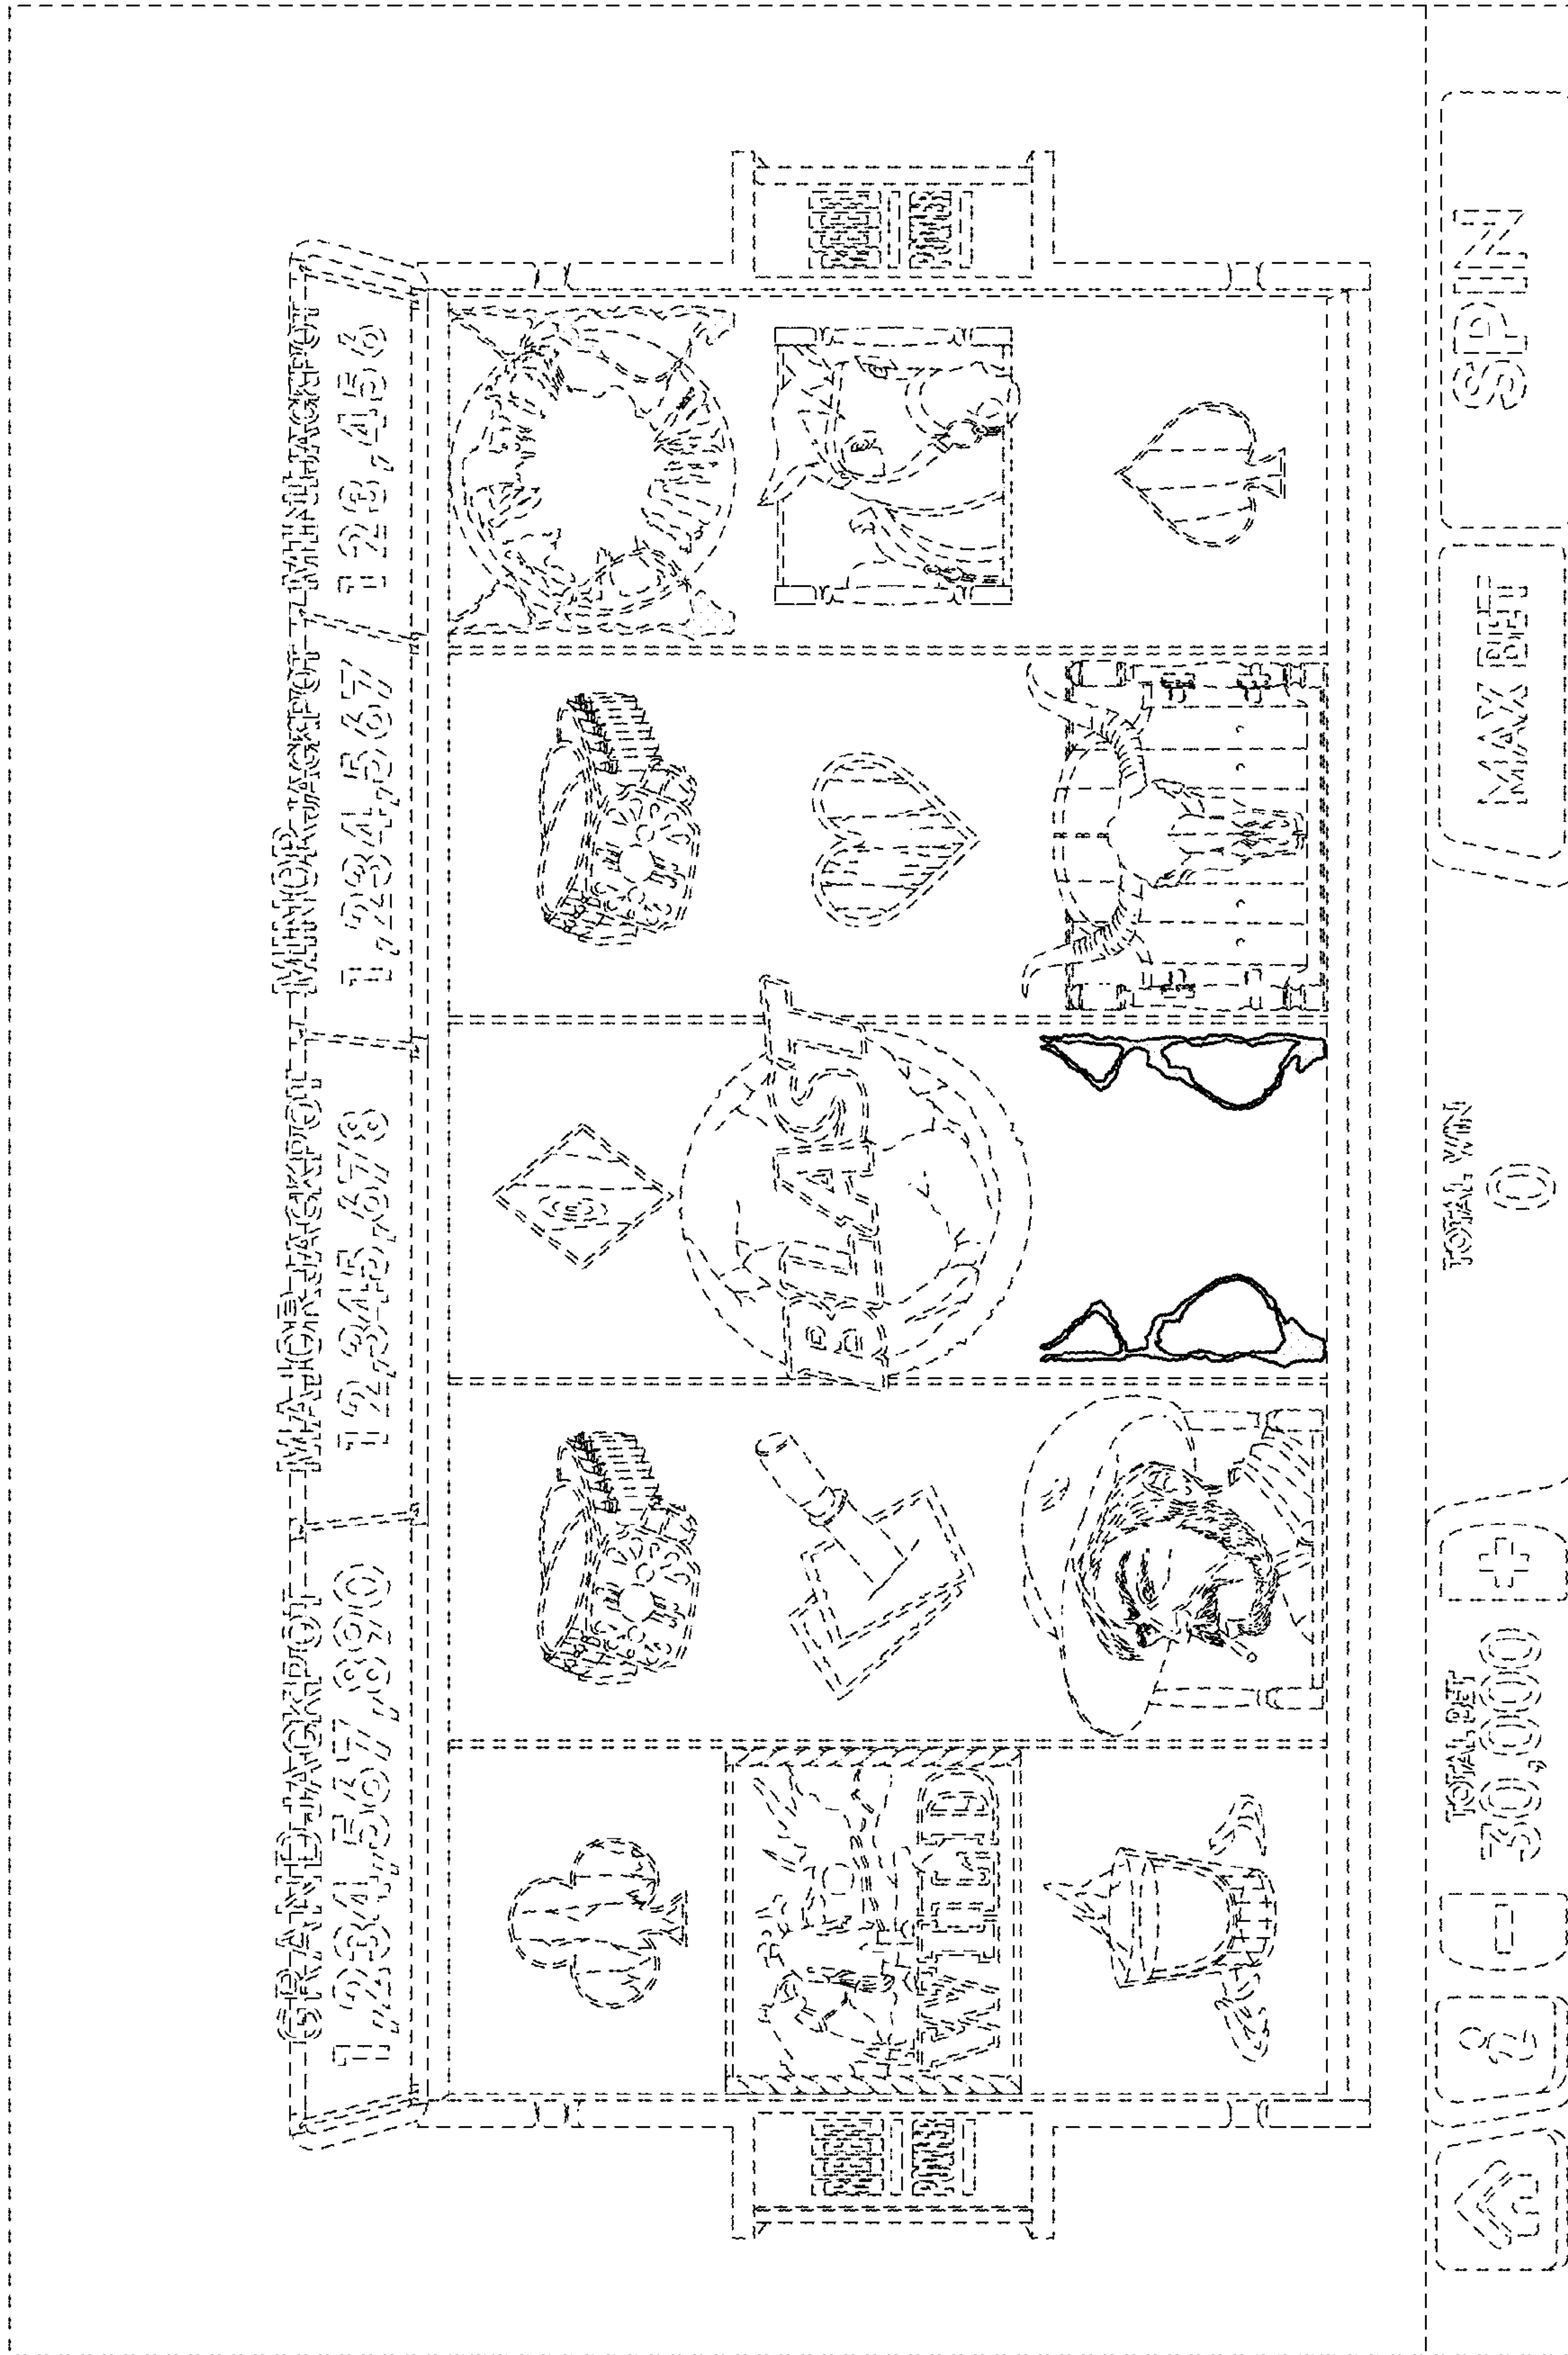 GRAND JACKPOT MAJOR JACKPOT MINOR JACKPOT MINI JACKPOT
1,234,567,890 12,345,678 1,234,567 123,456
WILD BLAST
TOTAL BET TOTAL WIN
i - 30,000 + 0 MAX BET SPIN